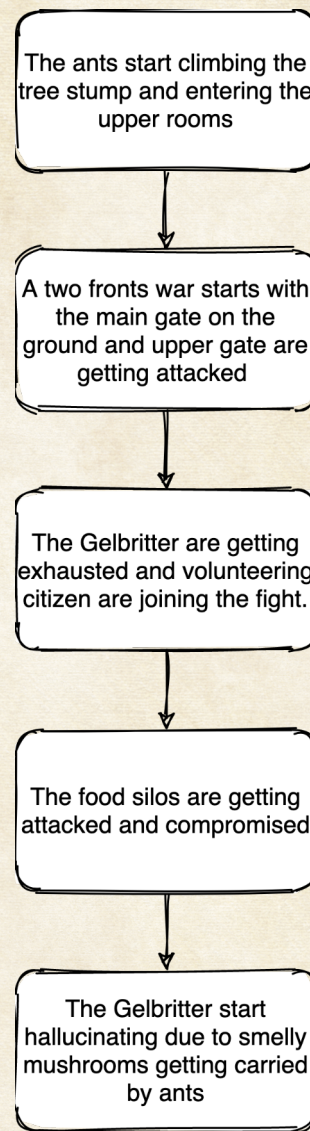 The ants start climbing the
tree stump and entering the
upper rooms
A two fronts war starts with
the main gate on the
ground and upper gate are
getting attacked
The Gelbritter are getting
exhausted and volunteering
citizen are joining the fight.
The food silos are getting
attacked and compromised
The Gelbritter start
hallucinating due to smelly
mushrooms getting carried
by ants